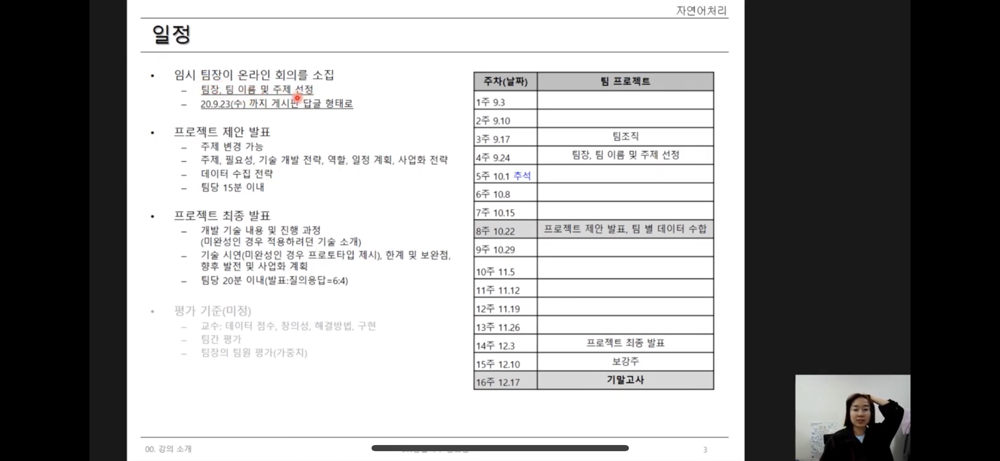 자연어처리
일정
• 임시 팀장이 온라인 회의를 소집
– 팀장, 팀 이름 및 주제 선정
– 20.9.23(수) 까지 게시판 답글 형태로
• 프로젝트 제안 발표
– 주제 변경 가능
– 주제, 필요성, 기술 개발 전략, 역할, 일정 계획, 사업화 전략
– 데이터 수집 전략
– 팀당 15분 이내
• 프로젝트 최종 발표
– 개발 기술 내용 및 진행 과정
(미완성인 경우 적용하려던 기술 소개)
– 기술 시연(미완성인 경우 프로토타입 제시), 한계 및 보완점,
향후 발전 및 사업화 계획
– 팀당 20분 이내(발표:질의응답=6:4)
• 평가 기준(미정)
– 교수: 데이터 점수, 창의성, 해결방법, 구현
– 팀간 평가
– 팀장의 팀원 평가(가중치)
주차(날짜) 팀 프로젝트
1주 9.3
2주 9.10
3주 9.17 팀조직
4주 9.24 팀장, 팀 이름 및 주제 선정
5주 10.1 추석
6주 10.8
7주 10.15
8주 10.22 프로젝트 제안 발표, 팀 별 데이터 수합
9주 10.29
10주 11.5
11주 11.12
12주 11.19
13주 11.26
14주 12.3 프로젝트 최종 발표
15주 12.10 보강주
16주 12.17 기말고사
00. 강의 소개
3